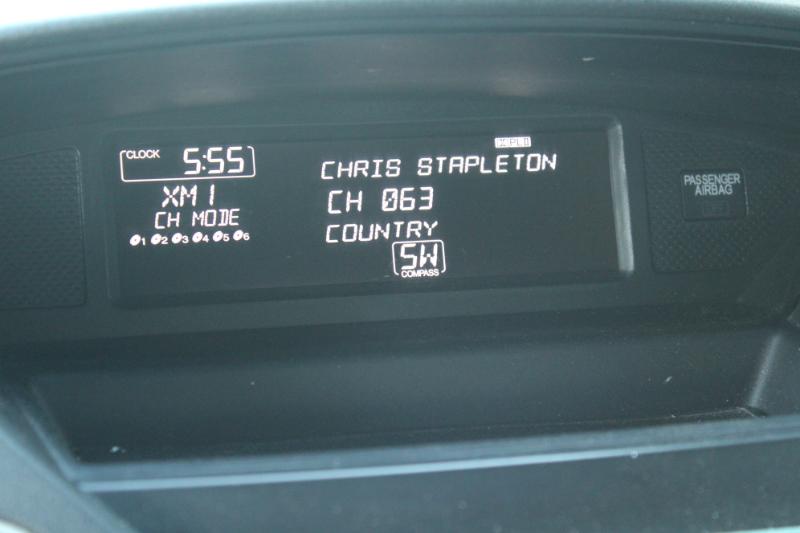 CLOCK 5:55
XM1
CH MODE
1 2 3 4 5 6
PLII
CHRIS STAPLETON
CH 063
COUNTRY
SW
COMPASS
PASSENGER
AIRBAG